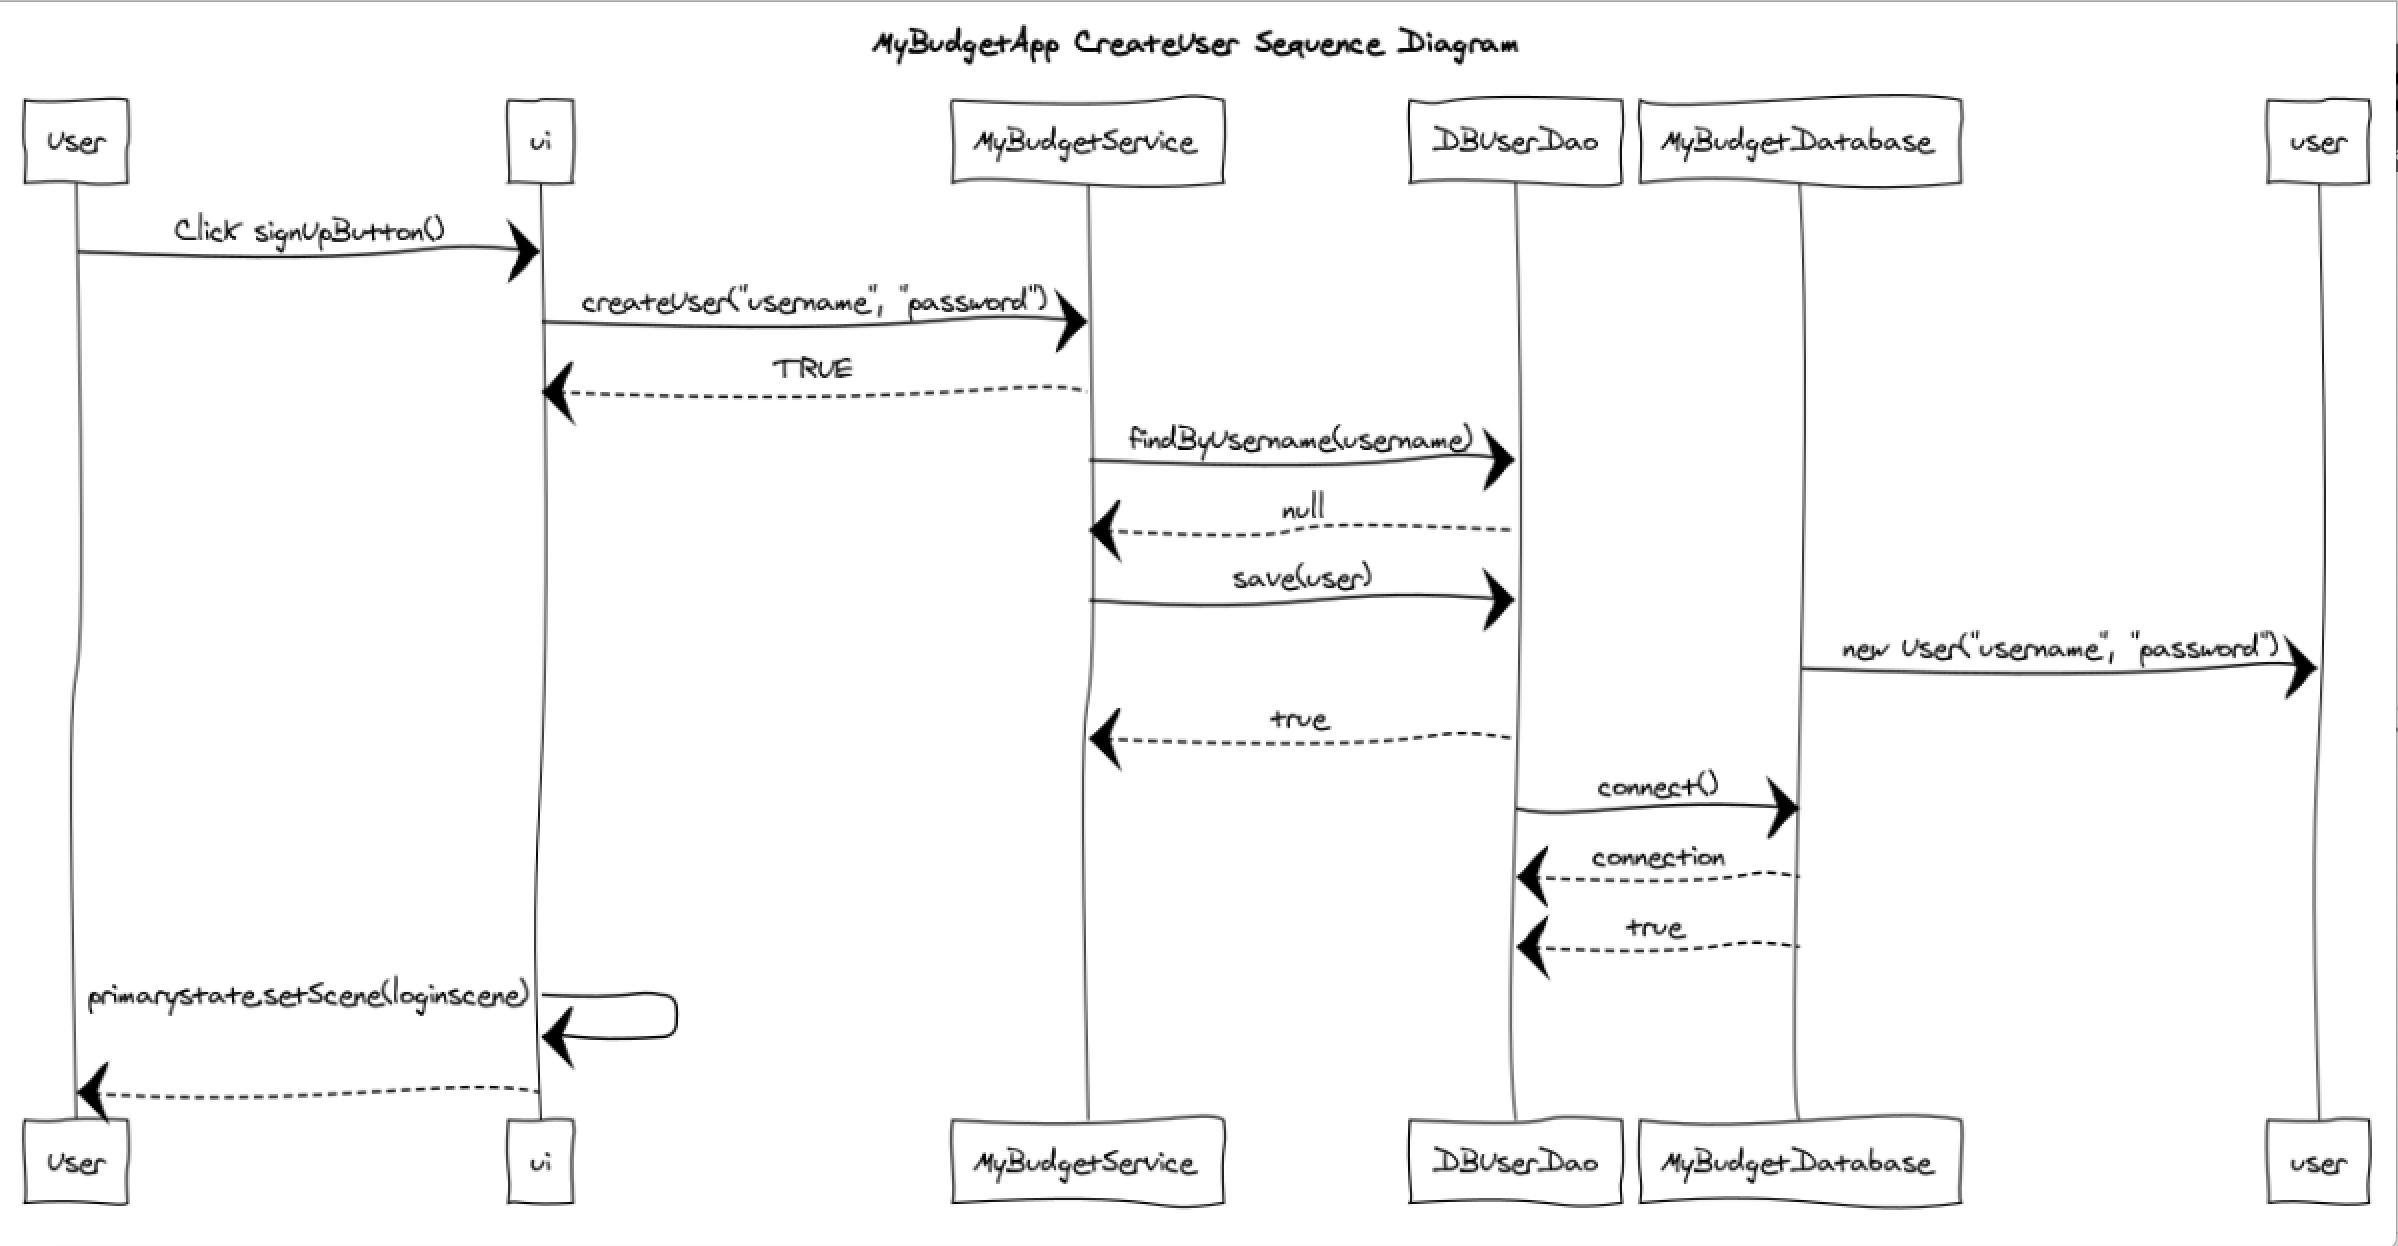 MyBudgetApp CreateUser Sequence Diagram
User
ui
MyBudgetService
DBUserDao
MyBudgetDatabase
user
Click signUpButton()
createUser("username", "password")
TRUE
findByUsername(username)
null
save(user)
new User("username", "password")
true
connect()
connection
true
primarystate.setScene(loginscene)
User
ui
MyBudgetService
DBUserDao
MyBudgetDatabase
user